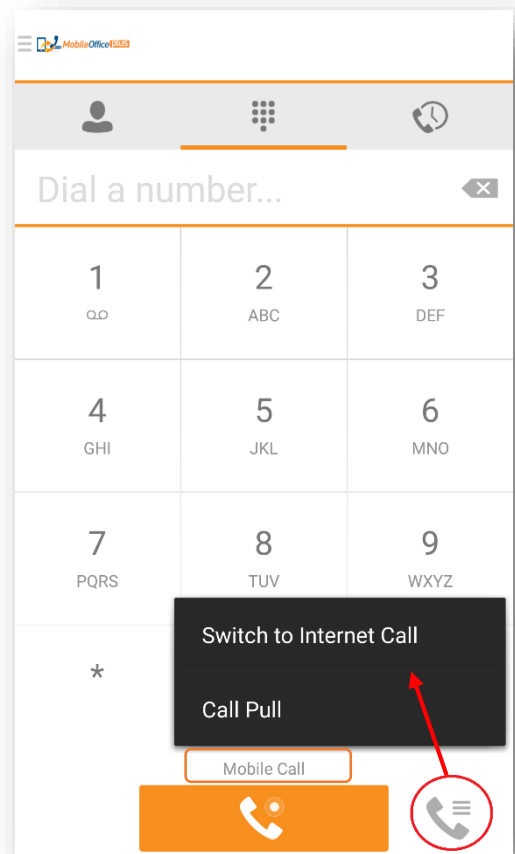 MobileOffice PLUS
Dial a number...
1 2 3
ABC DEF
4 5 6
GHI JKL MNO
7 8 9
PQRS TUV WXYZ
*
Switch to Internet Call
Call Pull
Mobile Call